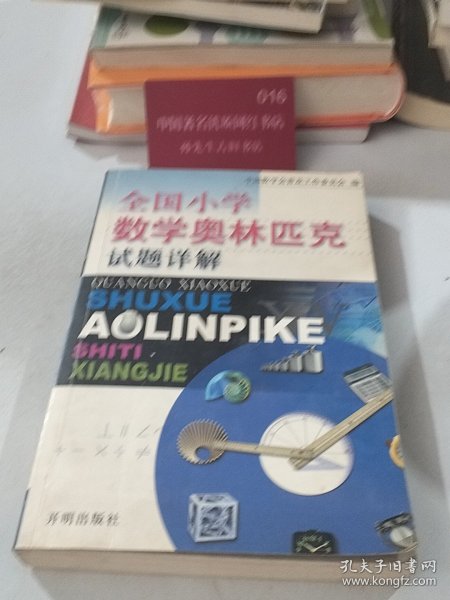 016
全国小学
数学奥林匹克
试题详解
QUANGUO XIAOXUE
SHUXUE
AOLINPIKE
SHITI
XIANGJIE
开明出版社
孔夫子旧书网
www.kongfz.com